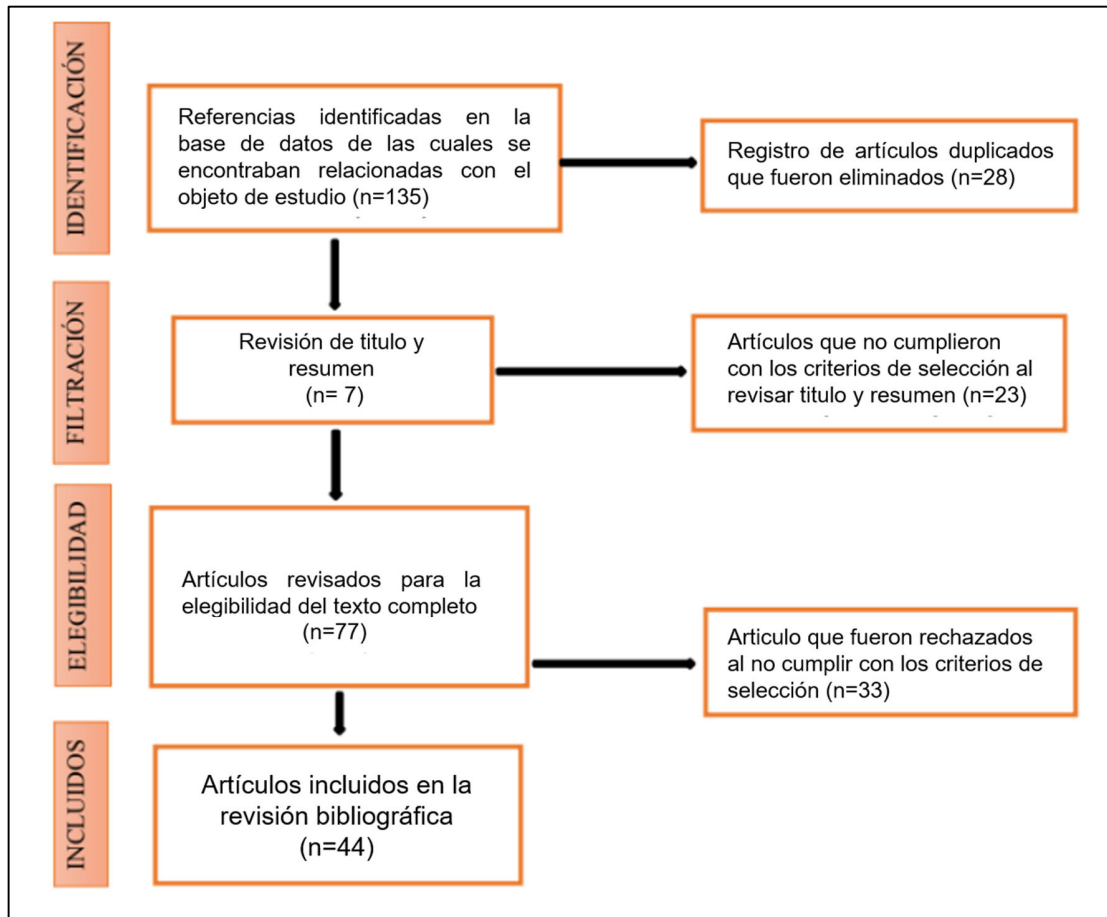 IDENTIFICACIÓN
Referencias identificadas en la
base de datos de las cuales se
encontraban relacionadas con el
objeto de estudio (n=135)
Registro de artículos duplicados
que fueron eliminados (n=28)
FILTRACIÓN
Revisión de titulo y
resumen
(n= 7)
Artículos que no cumplieron
con los criterios de selección al
revisar titulo y resumen (n=23)
ELEGIBILIDAD
Artículos revisados para la
elegibilidad del texto completo
(n=77)
Articulo que fueron rechazados
al no cumplir con los criterios de
selección (n=33)
INCLUIDOS
Artículos incluidos en la
revisión bibliográfica
(n=44)